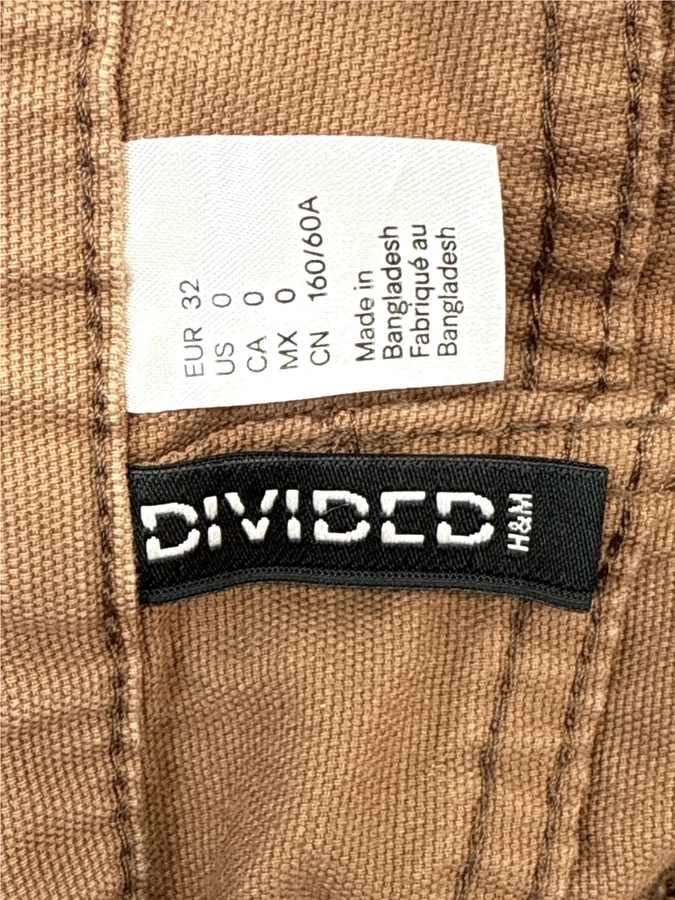 EUR 32
US 0
CA 0
MX 0
CN 160/60A
Made in
Bangladesh
Fabriqué au
Bangladesh
DIVIDED
H&M